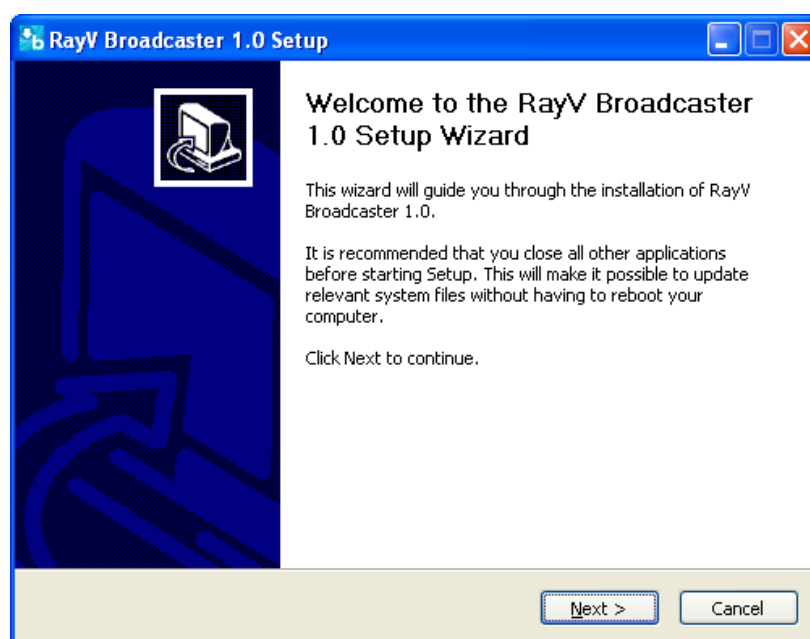 RayV Broadcaster 1.0 Setup
Welcome to the RayV Broadcaster
1.0 Setup Wizard
This wizard will guide you through the installation of RayV
Broadcaster 1.0.
It is recommended that you close all other applications
before starting Setup. This will make it possible to update
relevant system files without having to reboot your
computer.
Click Next to continue.
Next >
Cancel